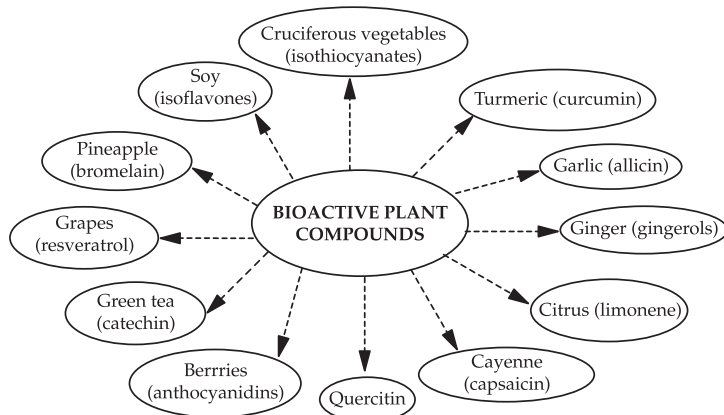 Cruciferous vegetables
(isothiocyanates)
Soy
(isoflavones)
Turmeric (curcumin)
Pineapple
(bromelain)
Garlic (allicin)
BIOACTIVE PLANT
COMPOUNDS
Grapes
(resveratrol)
Ginger (gingerols)
Green tea
(catechin)
Citrus (limonene)
Berrries
(anthocyanidins)
Cayenne
(capsaicin)
Quercitin